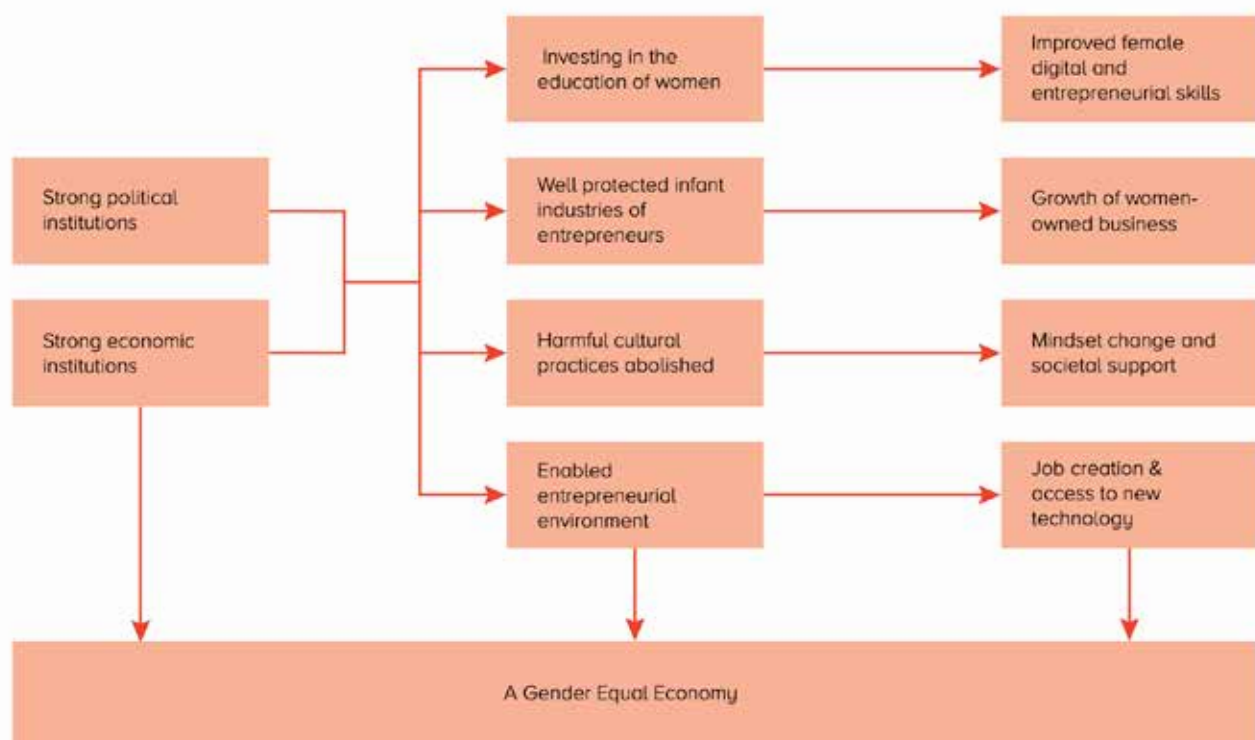 Investing in the
education of women
Improved female
digital and
entrepreneurial skills
Strong political
institutions
Well protected infant
industries of
entrepreneurs
Growth of women-
owned business
Strong economic
institutions
Harmful cultural
practices abolished
Mindset change and
societal support
Enabled
entrepreneurial
environment
Job creation &
access to new
technology
A Gender Equal Economy